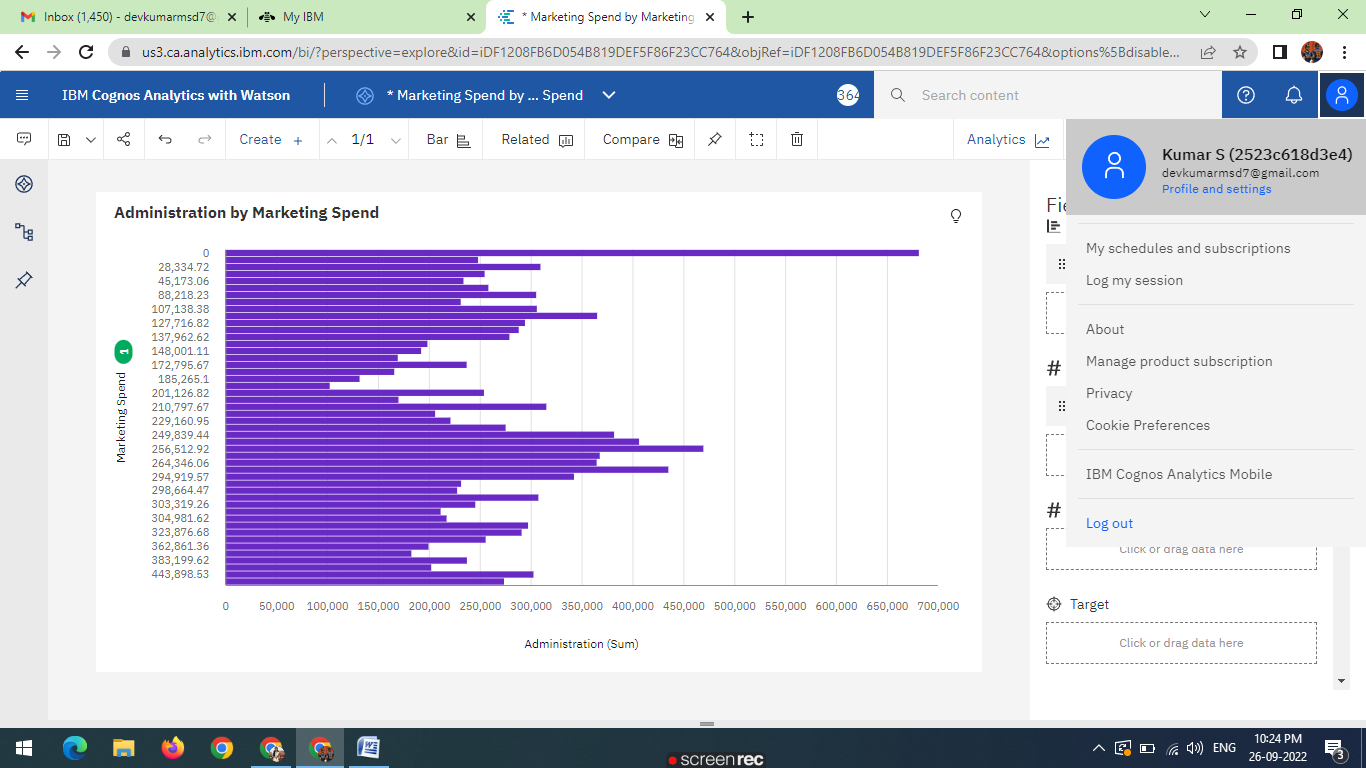 Inbox (1,450) - devkumarmsd7@
My IBM
* Marketing Spend by Marketing
us3.ca.analytics.ibm.com/bi/?perspective=explore&id=iDF1208FB6D054B819DEF5F86F23CC764&objRef=iDF1208FB6D054B819DEF5F86F23CC764&options%5Bdisable...
IBM Cognos Analytics with Watson
* Marketing Spend by ... Spend
364
Search content
Create +
1/1
Bar
Related
Compare
Analytics
Kumar S (2523c618d3e4)
devkumarmsd7@gmail.com
Profile and settings
My schedules and subscriptions
Log my session
About
Manage product subscription
Privacy
Cookie Preferences
IBM Cognos Analytics Mobile
Log out
Fie
#
#
Click or drag data here
Target
Click or drag data here
Administration by Marketing Spend
Marketing Spend
1
0
28,334.72
45,173.06
88,218.23
107,138.38
127,716.82
137,962.62
148,001.11
172,795.67
185,265.1
201,126.82
210,797.67
229,160.95
249,839.44
256,512.92
264,346.06
294,919.57
298,664.47
303,319.26
304,981.62
323,876.68
362,861.36
383,199.62
443,898.53
0 50,000 100,000 150,000 200,000 250,000 300,000 350,000 400,000 450,000 500,000 550,000 600,000 650,000 700,000
Administration (Sum)
screenrec
ENG
10:24 PM
26-09-2022
3